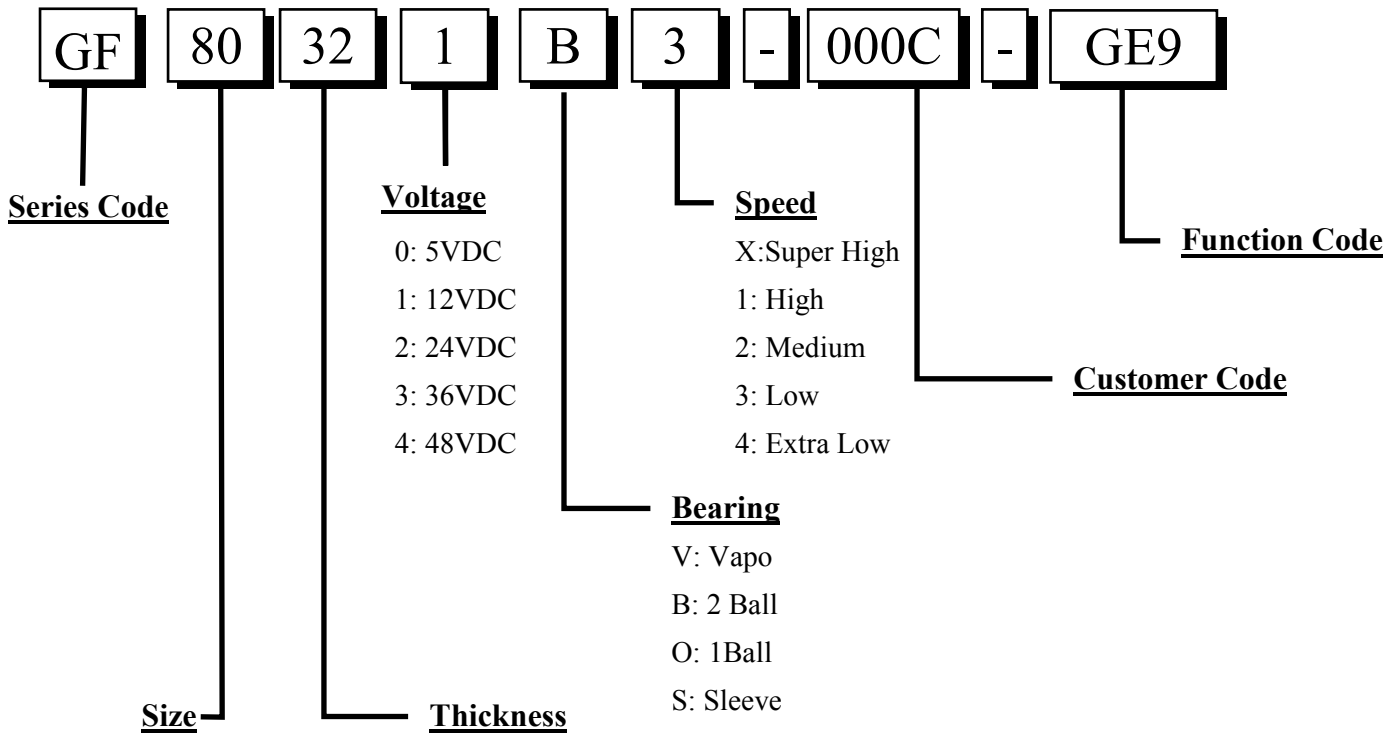 GF 80 32 1 B 3 - 000C - GE9
Series Code
Voltage
0: 5VDC
1: 12VDC
2: 24VDC
3: 36VDC
4: 48VDC
Speed
X:Super High
1: High
2: Medium
3: Low
4: Extra Low
Function Code
Customer Code
Bearing
V: Vapo
B: 2 Ball
O: 1Ball
S: Sleeve
Size
Thickness